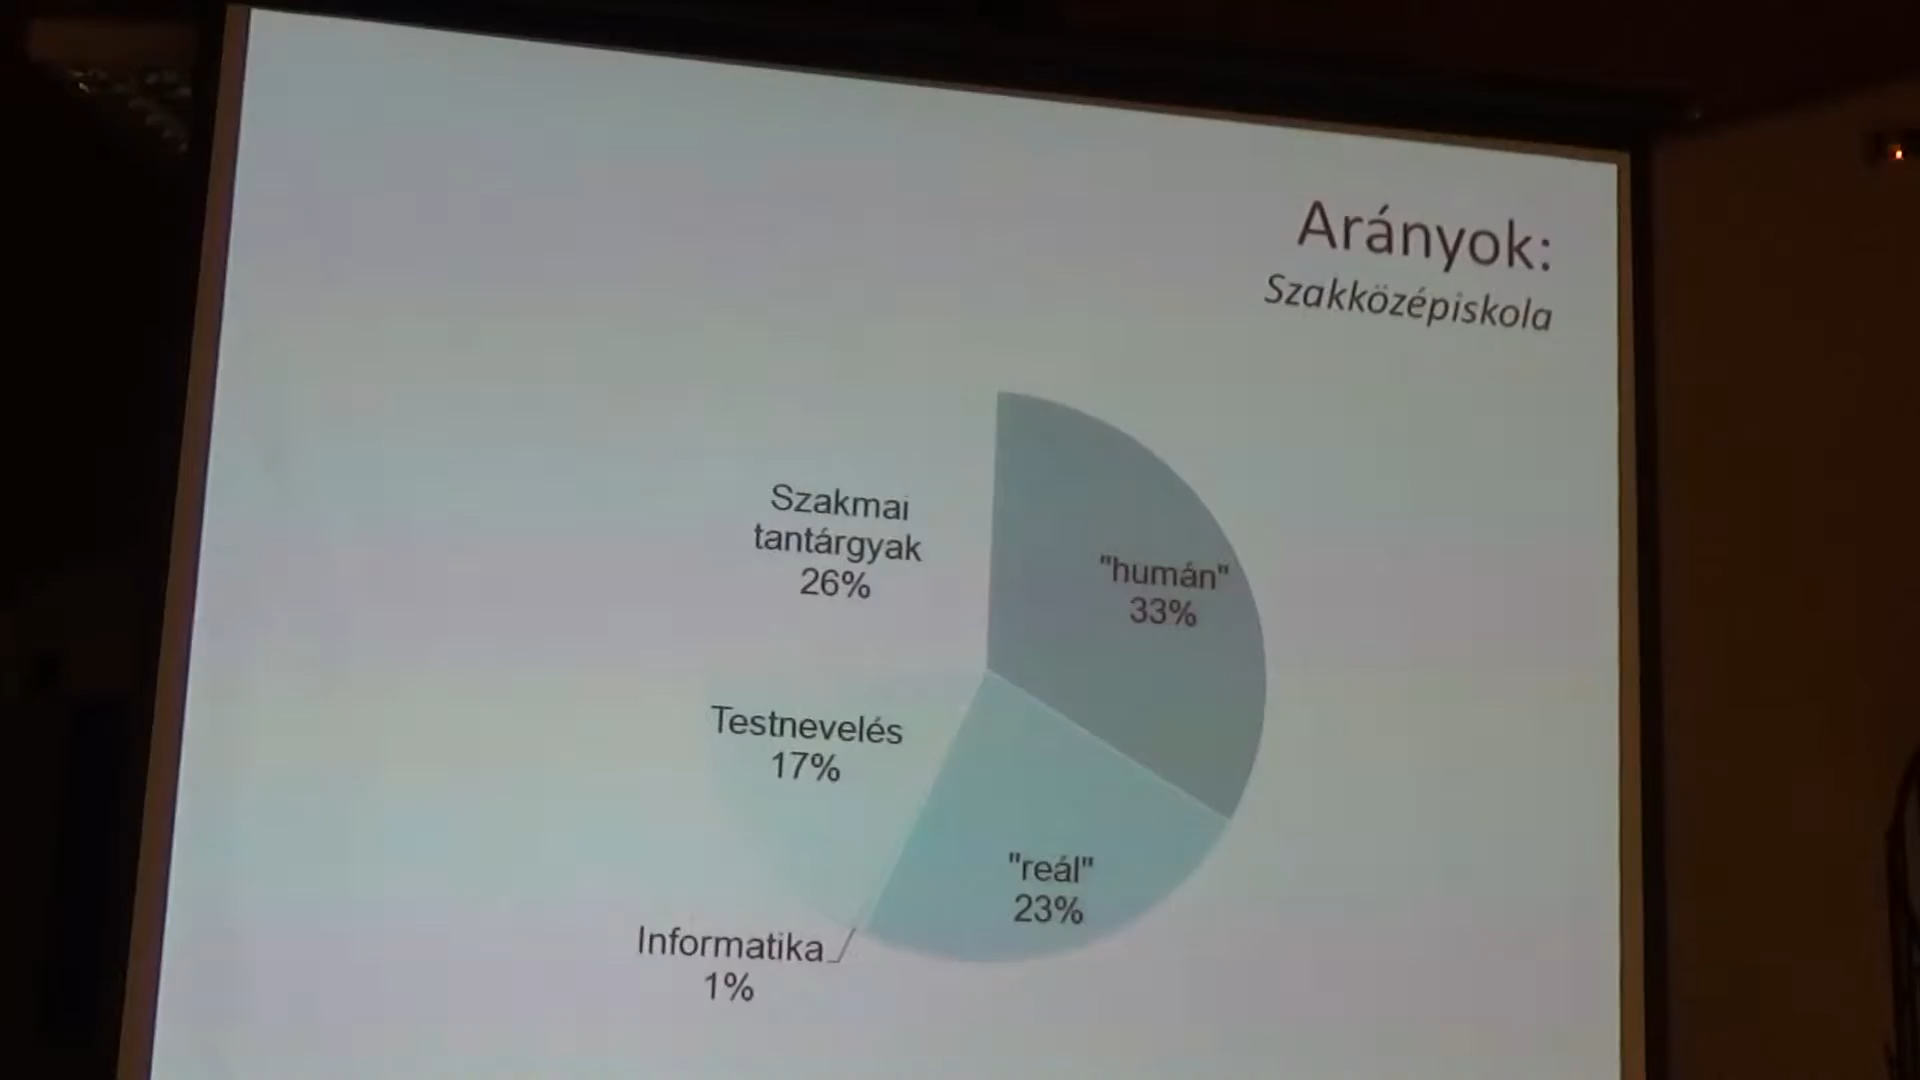 Arányok:
Szakközépiskola
Szakmai
tantárgyak
26%
"humán"
33%
Testnevelés
17%
"reál"
23%
Informatika
1%